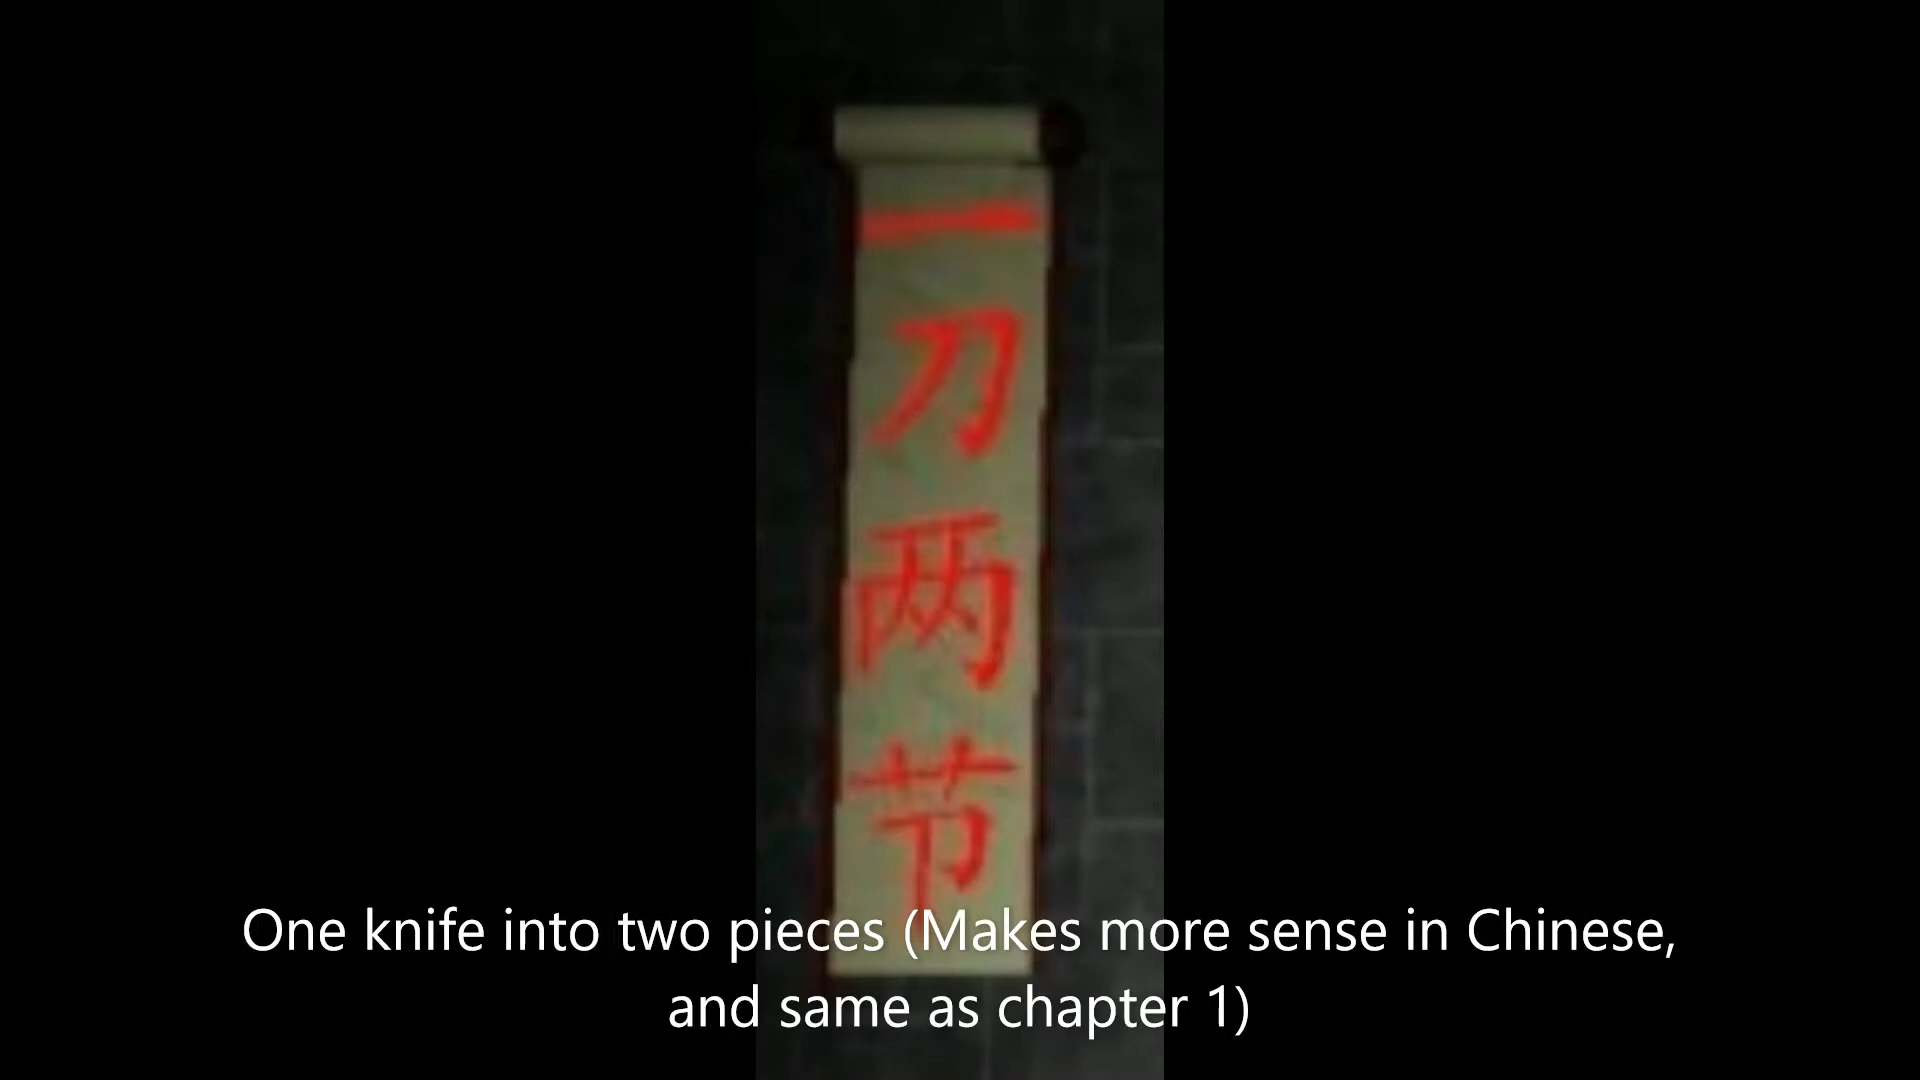 一刀两节
One knife into two pieces (Makes more sense in Chinese,
and same as chapter 1)